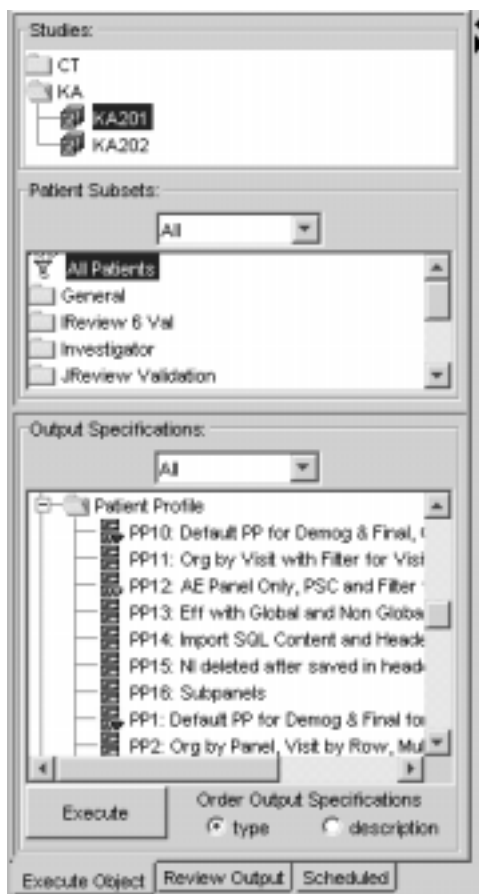 Studies:
CT
KA
KA201
KA202
Patient Subsets:
All
All Patients
General
IReview 6 Val
Investigator
JReview Validation
Output Specifications:
All
Patient Profile
PP10: Default PP for Demog & Final,
PP11: Org by Visit with Filter for Visi
PP12: AE Panel Only, PSC and Filter
PP13: Eff with Global and Non Globa
PP14: Import SQL Content and Heade
PP15: NI deleted after saved in head
PP16: Subpanels
PP1: Default PP for Demog & Final for
PP2: Org by Panel, Visit by Row, Mul
Execute
Order Output Specifications
type description
Execute Object Review Output Scheduled